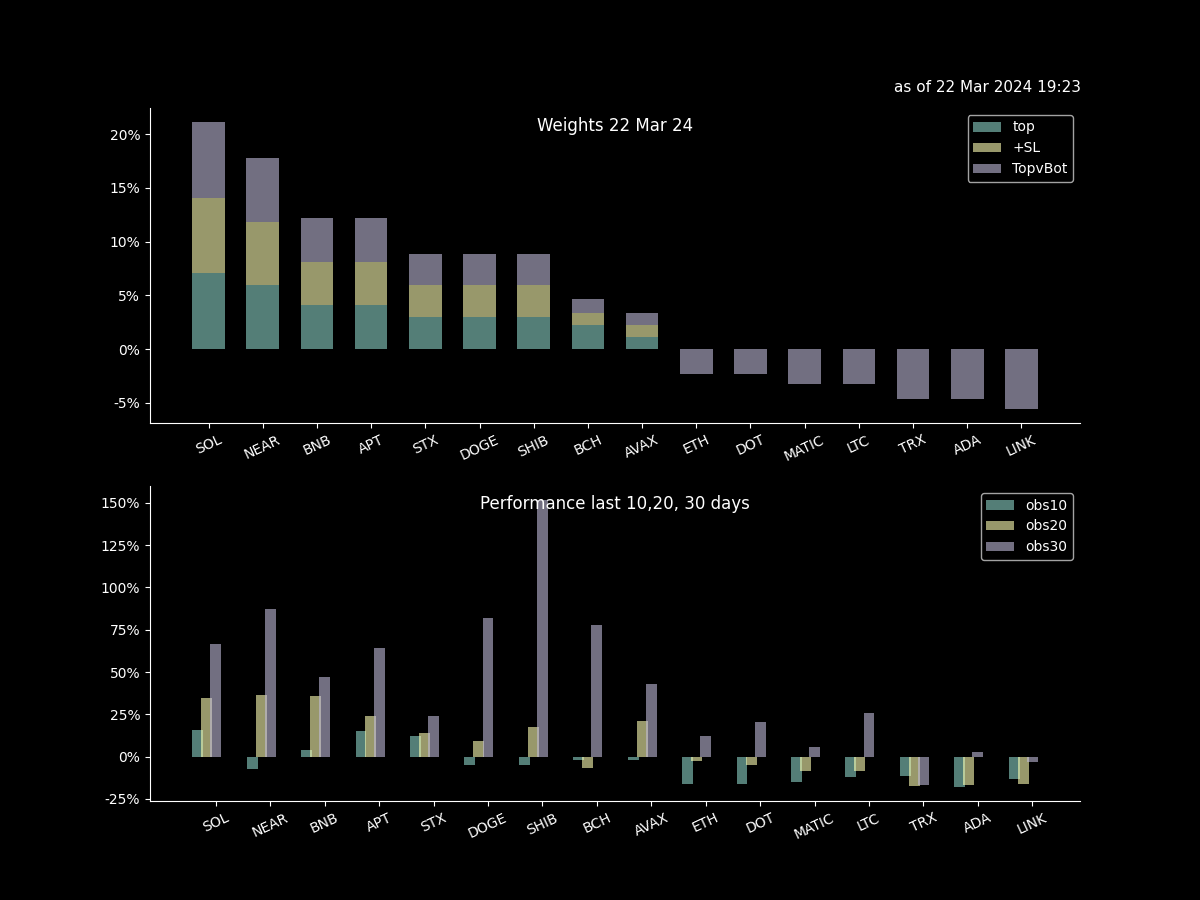 as of 22 Mar 2024 19:23
Weights 22 Mar 24
top
+SL
TopvBot
20%
15%
10%
5%
0%
-5%
SOL NEAR BNB APT STX DOGE SHIB BCH AVAX ETH DOT MATIC LTC TRX ADA LINK
Performance last 10,20, 30 days
obs10
obs20
obs30
150%
125%
100%
75%
50%
25%
0%
-25%
SOL NEAR BNB APT STX DOGE SHIB BCH AVAX ETH DOT MATIC LTC TRX ADA LINK